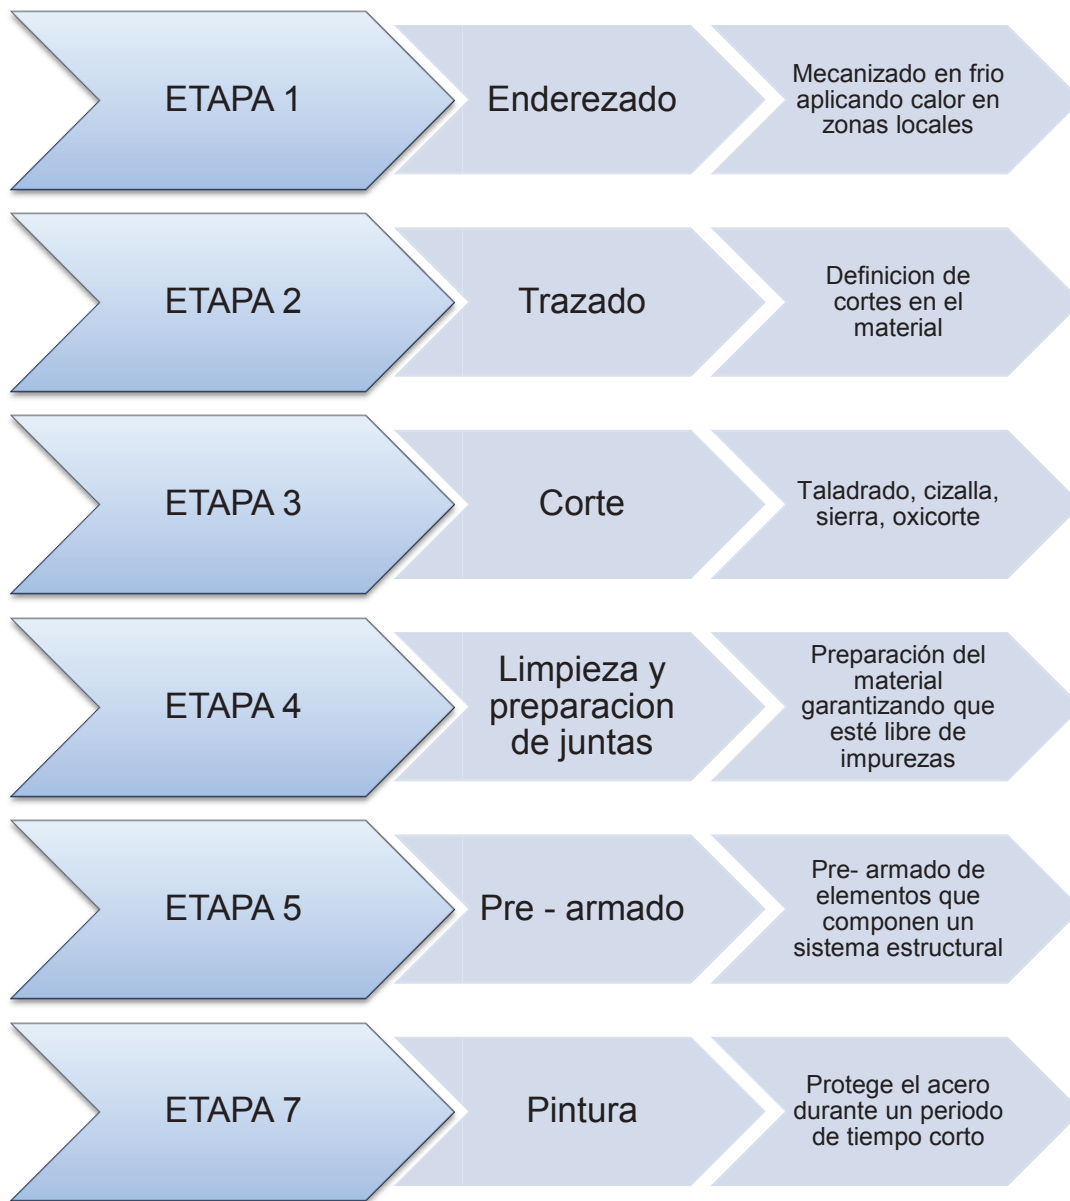 ETAPA 1
Enderezado
Mecanizado en frio
aplicando calor en
zonas locales
ETAPA 2
Trazado
Definicion de
cortes en el
material
ETAPA 3
Corte
Taladrado, cizalla,
sierra, oxicorte
ETAPA 4
Limpieza y
preparacion
de juntas
Preparación del
material
garantizando que
esté libre de
impurezas
ETAPA 5
Pre - armado
Pre- armado de
elementos que
componen un
sistema estructural
ETAPA 7
Pintura
Protege el acero
durante un periodo
de tiempo corto